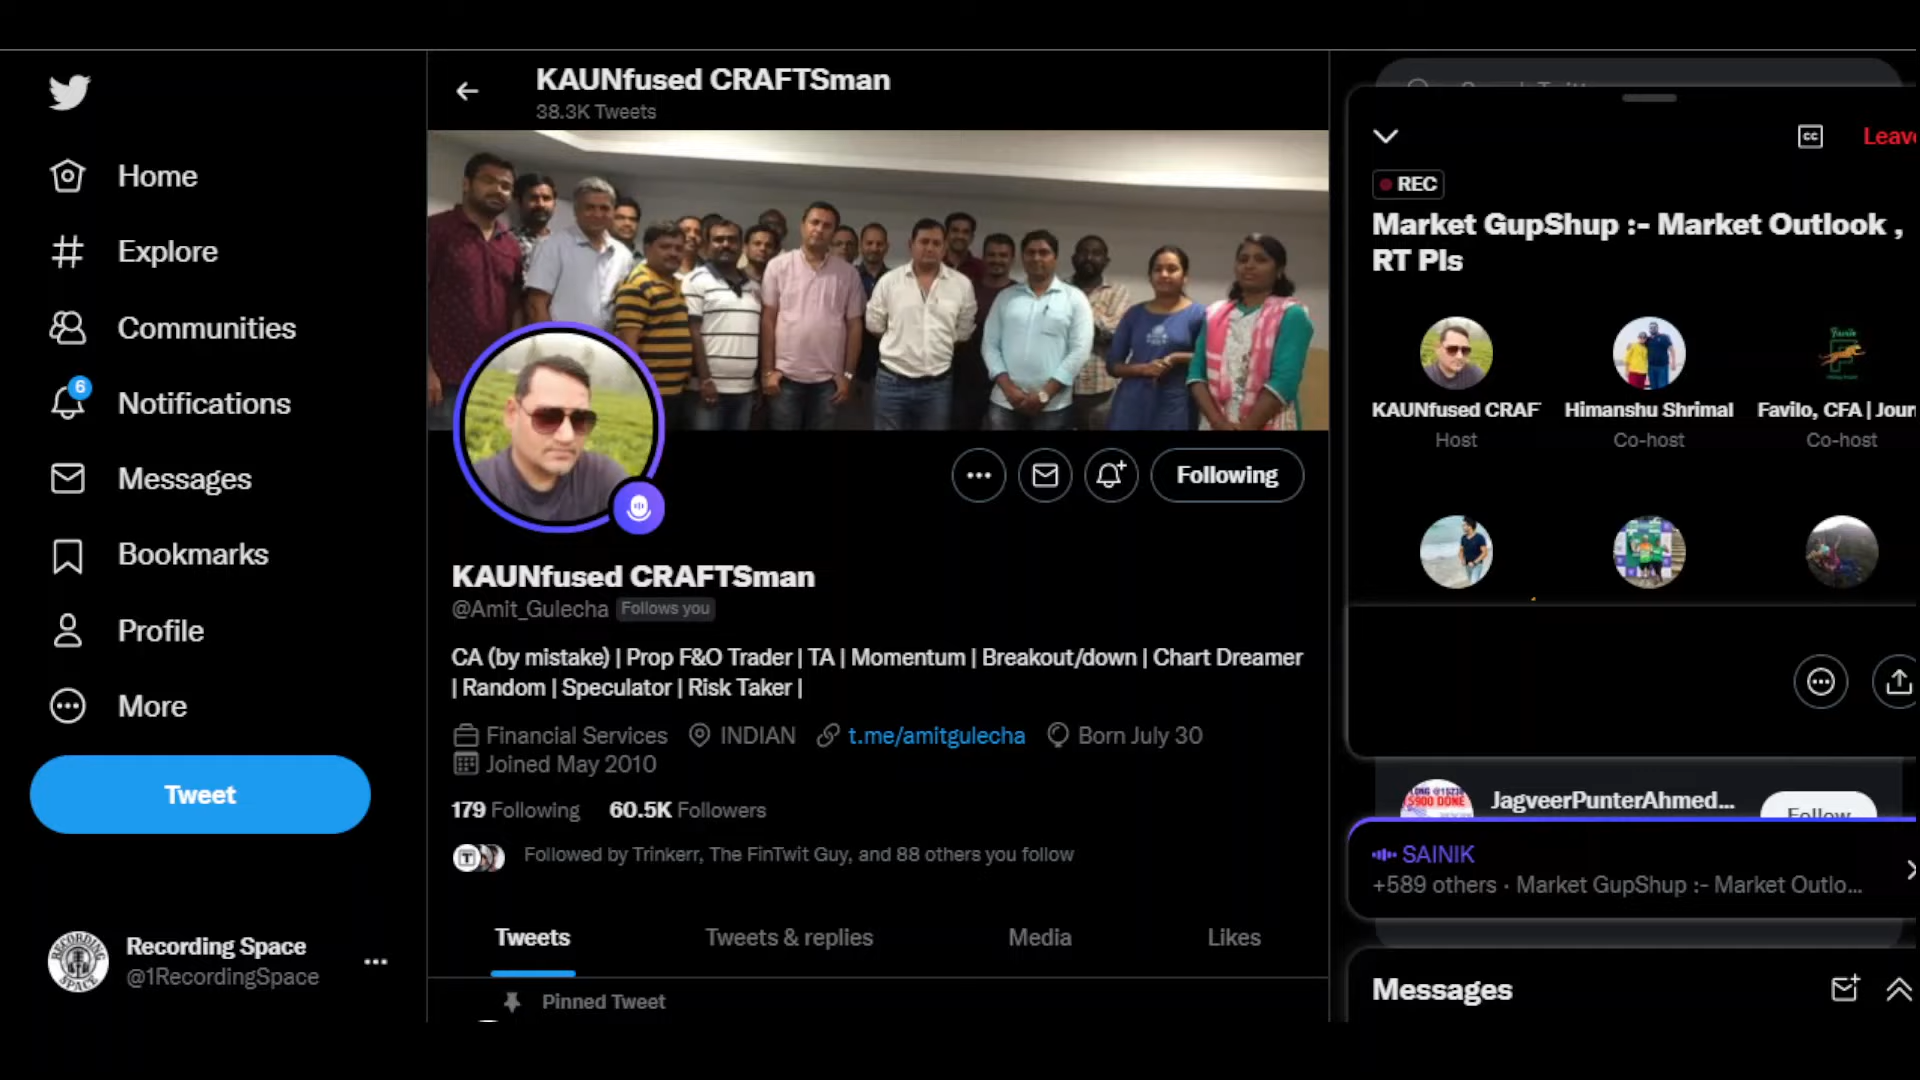 Home
Explore
Communities
6
Notifications
Messages
Bookmarks
Profile
More
Tweet
Recording Space
@1RecordingSpace
KAUNfused CRAFTSman
38.3K Tweets
Following
KAUNfused CRAFTSman
@Amit_Gulecha Follows you
CA (by mistake) | Prop F&O Trader | TA | Momentum | Breakout/down | Chart Dreamer
| Random | Speculator | Risk Taker |
Financial Services INDIAN t.me/amitgulecha Born July 30
Joined May 2010
179 Following 60.5K Followers
Followed by Trinkerr, The FinTwit Guy, and 88 others you follow
Tweets Tweets & replies Media Likes
Pinned Tweet
CC Leave
REC
Market GupShup :- Market Outlook ,
RT Pls
KAUNfused CRAF Himanshu Shrimal Favilo, CFA | Jour
Host Co-host Co-host
JagveerPunterAhmed...
Follow
SAINIK
+589 others · Market GupShup :- Market Outlo...
Messages